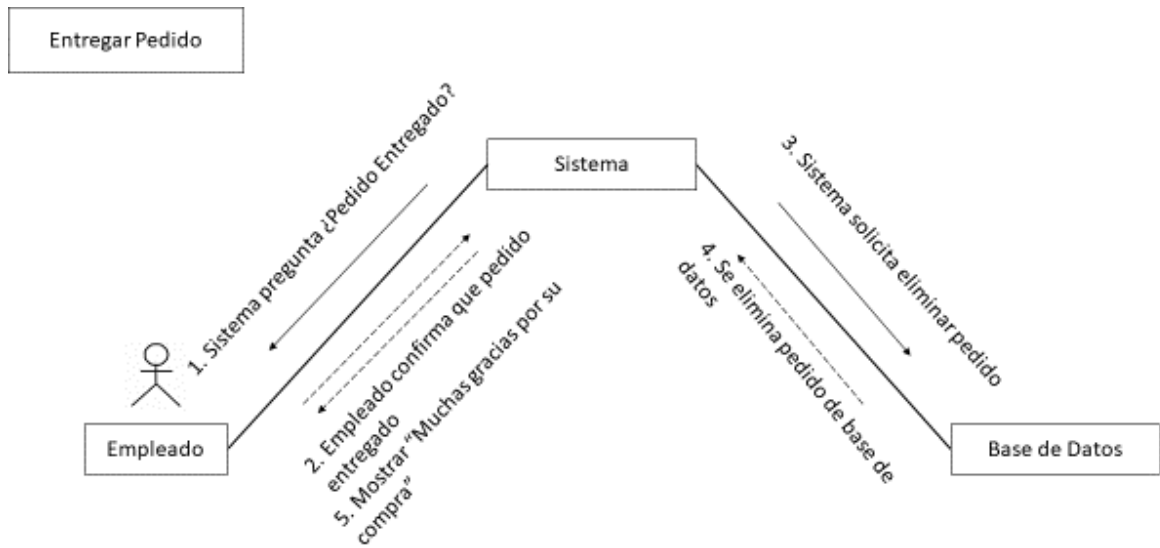 Entregar Pedido
Sistema
1. Sistema pregunta ¿Pedido Entregado?
2. Empleado confirma que pedido
entregado
5. Mostrar “Muchas gracias por su
compra”
3. Sistema solicita eliminar pedido
4. Se elimina pedido de base de
datos
Empleado
Base de Datos